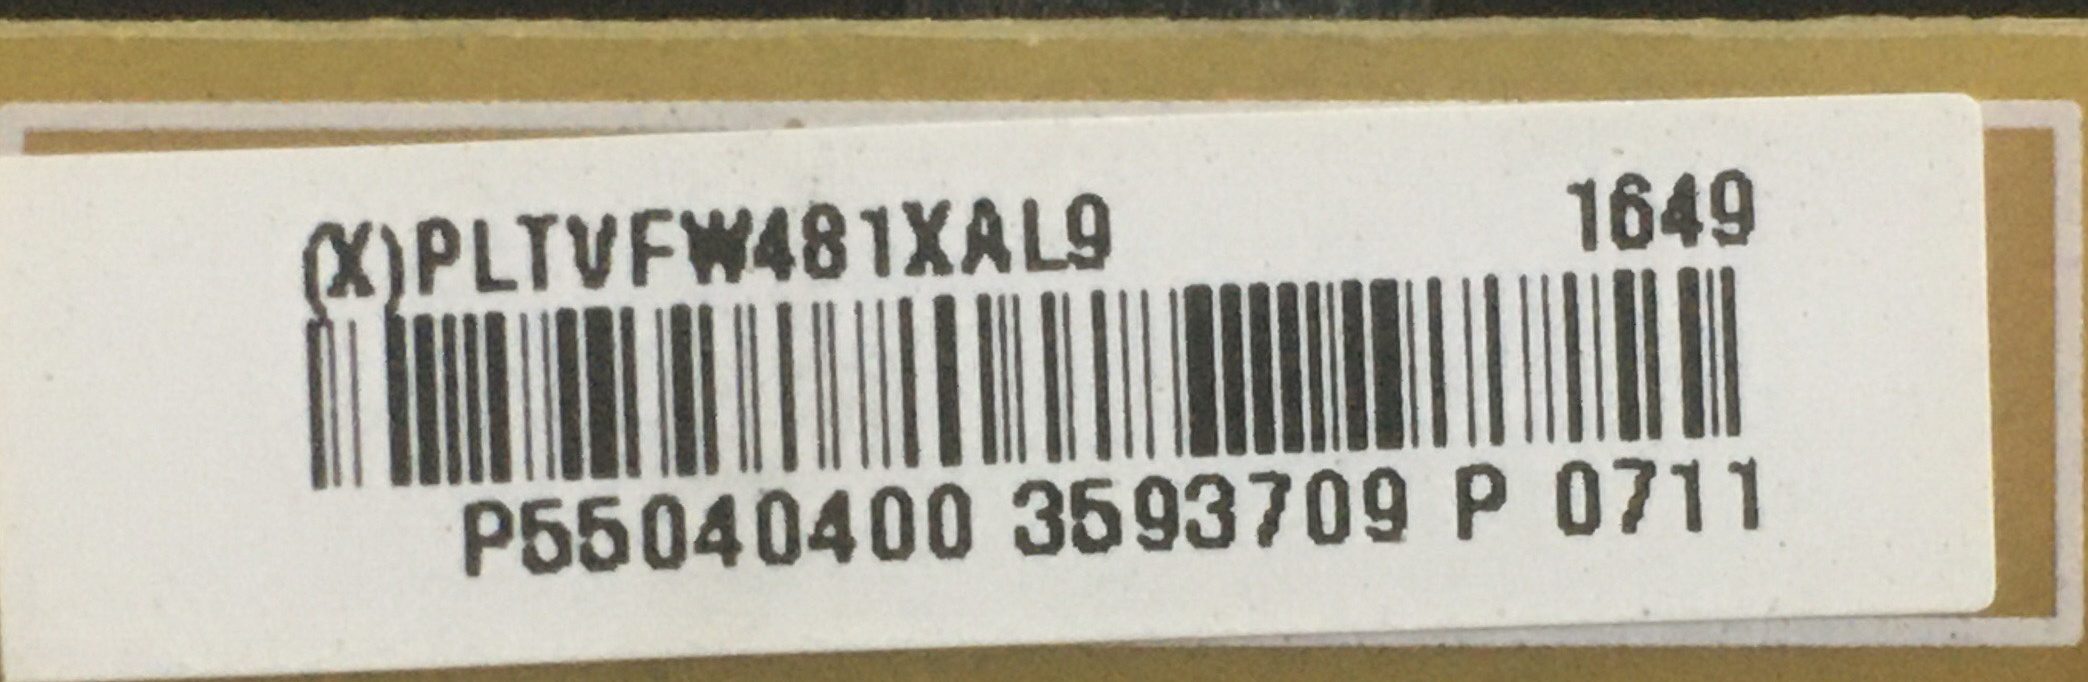 (X)PLTVFW481XAL9 1649
P55040400 3593709 P 0711